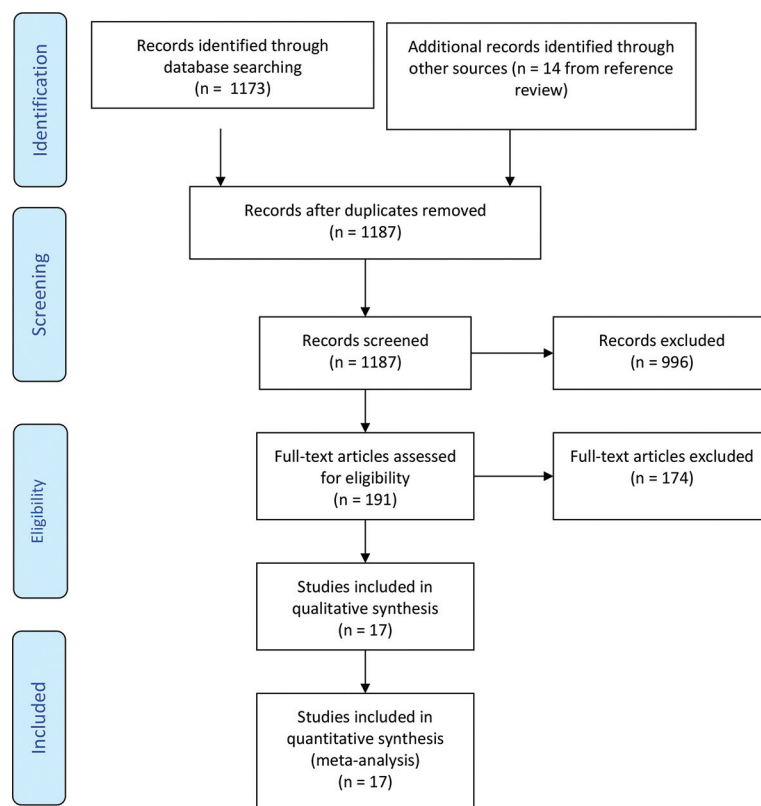 Identification
Records identified through
database searching
(n = 1173)
Additional records identified through
other sources (n = 14 from reference
review)
Records after duplicates removed
(n = 1187)
Screening
Records screened
(n = 1187)
Records excluded
(n = 996)
Eligibility
Full-text articles assessed
for eligibility
(n = 191)
Full-text articles excluded
(n = 174)
Studies included in
qualitative synthesis
(n = 17)
Included
Studies included in
quantitative synthesis
(meta-analysis)
(n = 17)